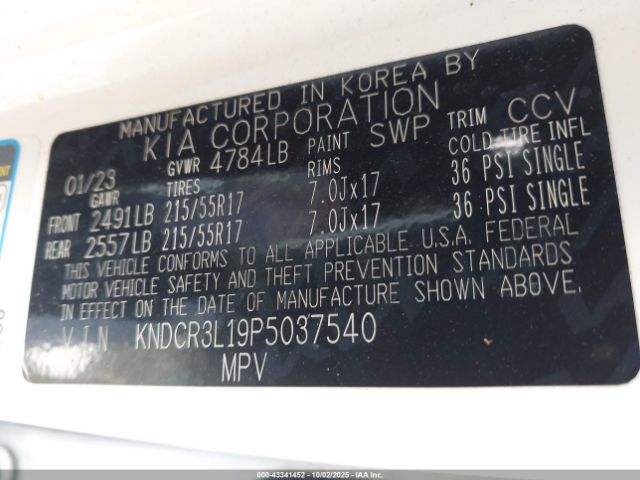 MANUFACTURED IN KOREA BY
KIA CORPORATION
01/23 GVWR 4784LB PAINT SWP TRIM CCV
GAWR TIRES RIMS COLD TIRE INFL
FRONT 2491LB 215/55R17 7.0Jx17 36 PSI SINGLE
REAR 2557LB 215/55R17 7.0Jx17 36 PSI SINGLE
THIS VEHICLE CONFORMS TO ALL APPLICABLE U.S.A. FEDERAL
MOTOR VEHICLE SAFETY AND THEFT PREVENTION STANDARDS
IN EFFECT ON THE DATE OF MANUFACTURE SHOWN ABOVE.
VIN KNDCR3L19P5037540
MPV
000-43341452 - 10/02/2025 - IAA Inc.